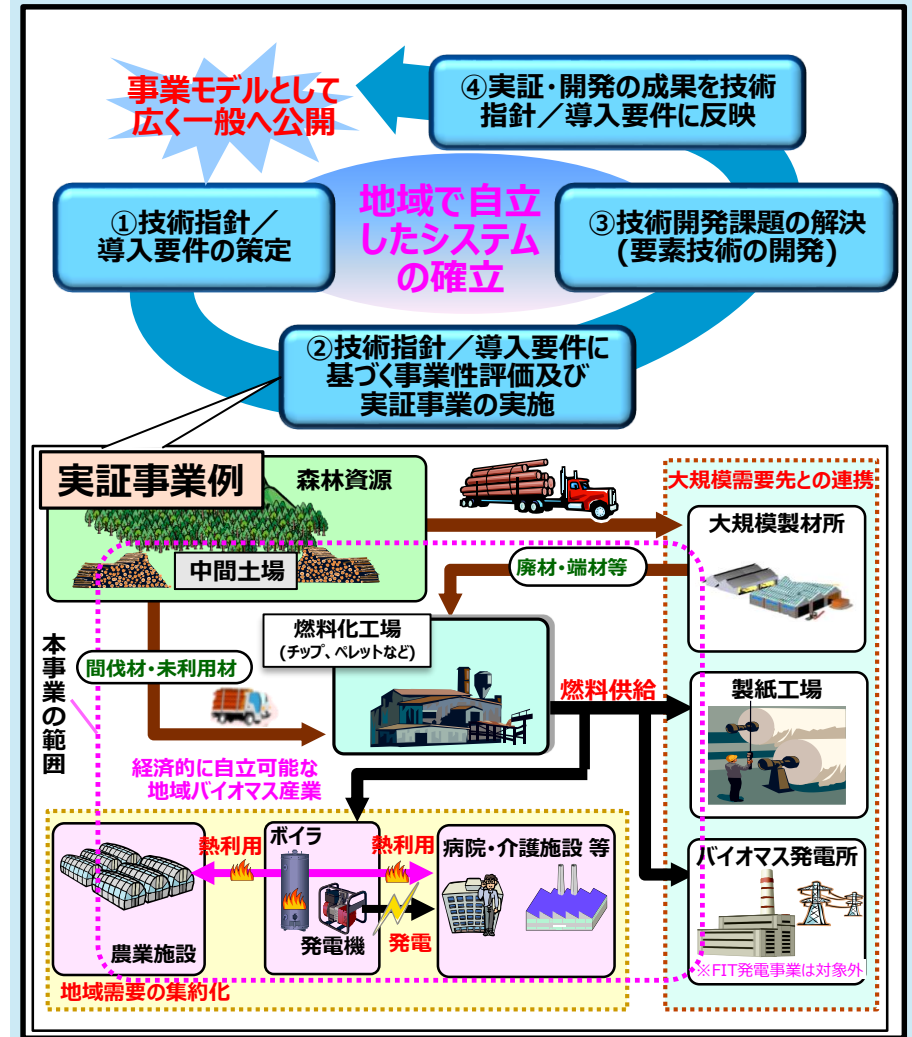 事業モデルとして
広く一般へ公開
④実証・開発の成果を技術
指針／導入要件に反映
①技術指針／
導入要件の策定
地域で自立
したシステム
の確立
③技術開発課題の解決
(要素技術の開発)
②技術指針／導入要件に
基づく事業性評価及び
実証事業の実施
実証事業例
森林資源
中間土場
大規模需要先との連携
大規模製材所
廃材・端材等
燃料化工場
(チップ、ペレットなど)
本事業の範囲
間伐材・未利用材
燃料供給
製紙工場
経済的に自立可能な
地域バイオマス産業
熱利用
ボイラ
熱利用
病院・介護施設 等
バイオマス発電所
農業施設
発電機
発電
※FIT発電事業は対象外
地域需要の集約化